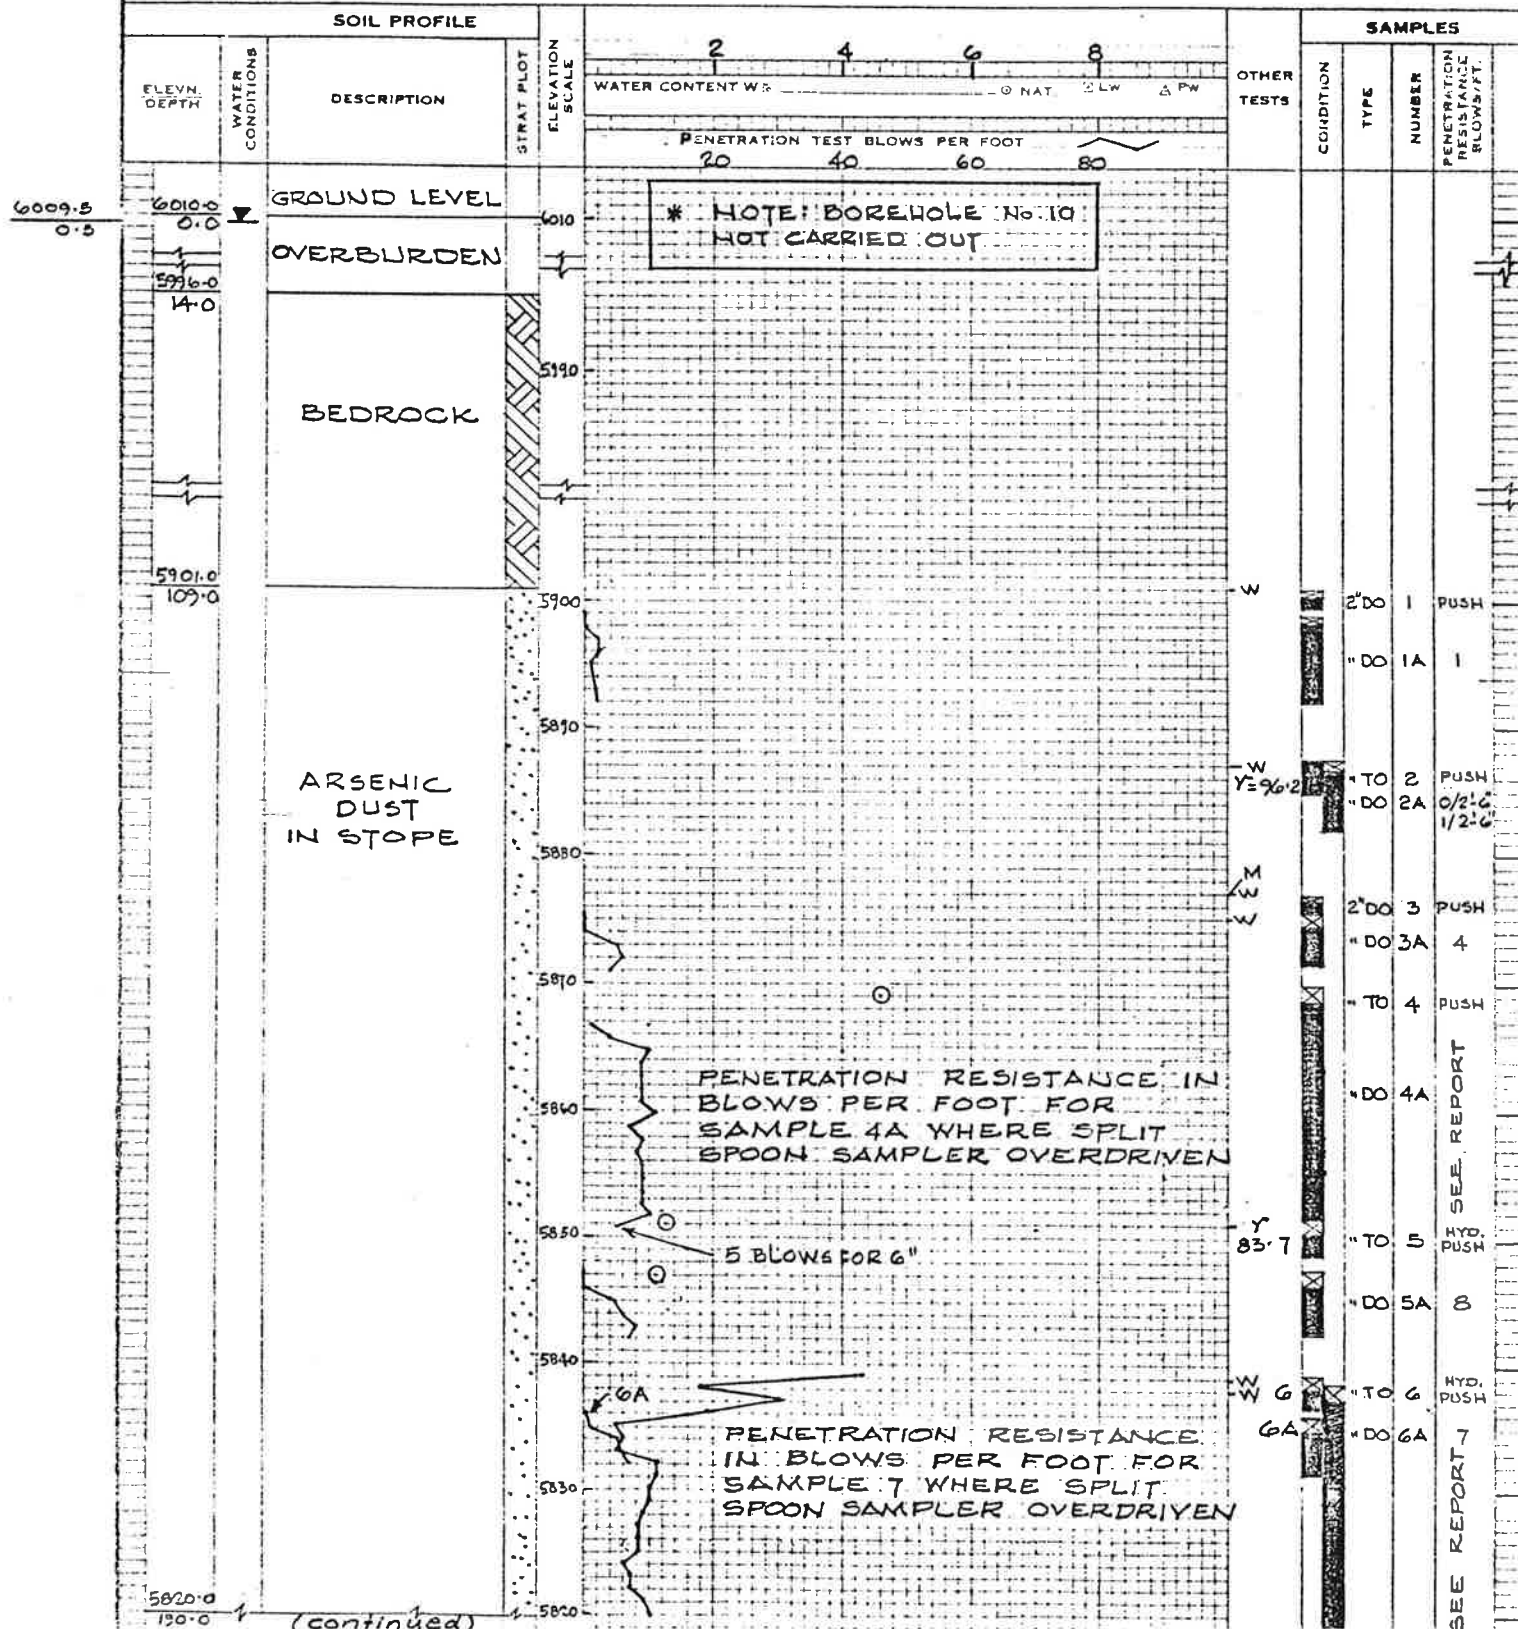 SOIL PROFILE
SAMPLES
ELEVN.
DEPTH
WATER
CONDITIONS
DESCRIPTION
STRAT PLOT
ELEVATION
SCALE
2 4 6 8
WATER CONTENT W% NAT. LW PW
PENETRATION TEST BLOWS PER FOOT
20 40 60 80
OTHER
TESTS
CONDITION
TYPE
NUMBER
PENETRATION
RESISTANCE
BLOWS/FT.
6009.5
0.5
6010.0
0.0
GROUND LEVEL
6010
* NOTE: BOREHOLE No. 10
NOT CARRIED OUT
OVERBURDEN
5996.0
14.0
5990
BEDROCK
5901.0
109.0
5900
W
2"DO 1 PUSH
"DO 1A 1
5890
W
γ=96.2
"TO 2 PUSH
"DO 2A 0/2'-6"
1/2'-6"
ARSENIC
DUST
IN STOPE
5880
M
W
W
2"DO 3 PUSH
"DO 3A 4
5870
"TO 4 PUSH
PENETRATION RESISTANCE IN
BLOWS PER FOOT FOR
SAMPLE 4A WHERE SPLIT
SPOON SAMPLER OVERDRIVEN
5860
"DO 4A
SEE REPORT
5850
5 BLOWS FOR 6"
γ
83.7
"TO 5 HYD.
PUSH
"DO 5A 8
5840
6A
W
W 6
"TO 6 HYD.
PUSH
6A
"DO 6A 7
PENETRATION RESISTANCE
IN BLOWS PER FOOT FOR
SAMPLE 7 WHERE SPLIT
SPOON SAMPLER OVERDRIVEN
5830
SEE REPORT
5820.0
190.0
(continued)
5820